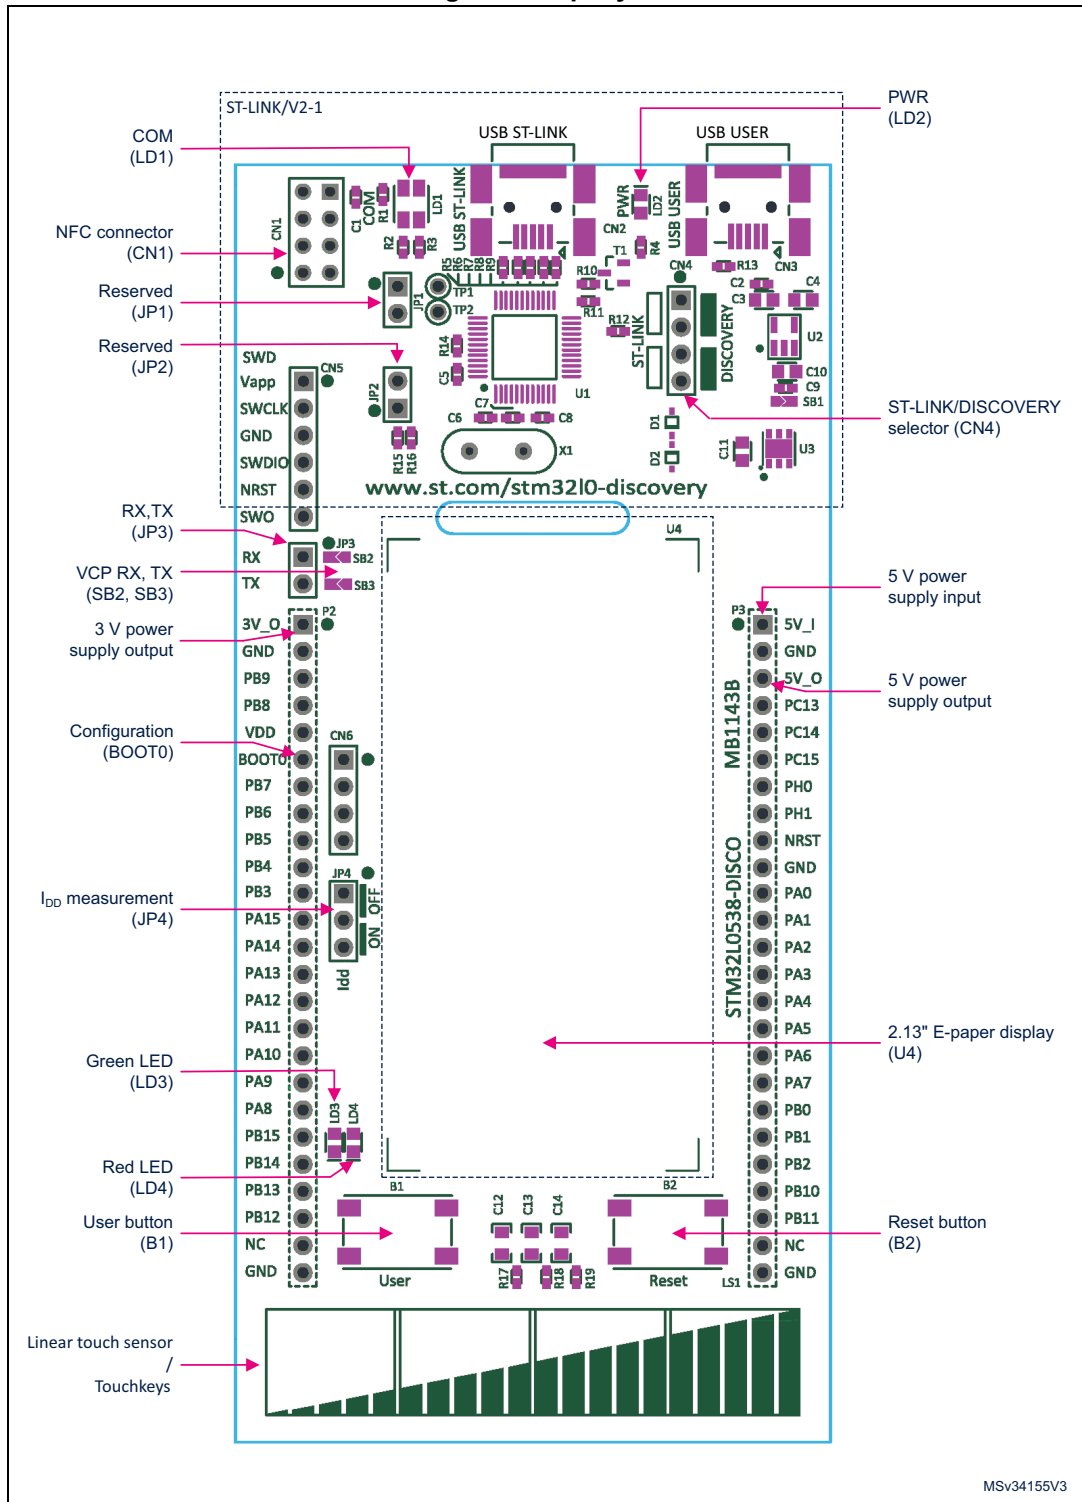 ST-LINK/V2-1
PWR
(LD2)
COM
(LD1)
USB ST-LINK
USB USER
NFC connector
(CN1)
Reserved
(JP1)
Reserved
(JP2)
CN1
C1
COM
R1
LD1
R2
R3
USB ST-LINK
CN2
PWR
LD2
R4
USB USER
CN3
R13
R5
R6
R7
R8
R9
R10
R11
T1
R12
CN4
C2
C3
C4
U2
C10
C9
SB1
JP1
TP1
TP2
ST-LINK
DISCOVERY
R14
C5
JP2
U1
C6
C7
C8
X1
D1
D2
C11
U3
R15
R16
ST-LINK/DISCOVERY
selector (CN4)
SWD
CN5
Vapp
SWCLK
GND
SWDIO
NRST
SWO
www.st.com/stm32l0-discovery
RX,TX
(JP3)
VCP RX, TX
(SB2, SB3)
RX
TX
JP3
SB2
SB3
U4
3 V power
supply output
5 V power
supply input
5 V power
supply output
P2
3V_O
GND
PB9
PB8
VDD
BOOT0
PB7
PB6
PB5
PB4
PB3
PA15
PA14
PA13
PA12
PA11
PA10
PA9
PA8
PB15
PB14
PB13
PB12
NC
GND
P3
5V_I
GND
5V_O
PC13
PC14
PC15
PH0
PH1
NRST
GND
PA0
PA1
PA2
PA3
PA4
PA5
PA6
PA7
PB0
PB1
PB2
PB10
PB11
NC
GND
Configuration
(BOOT0)
CN6
MB1143B
STM32L0538-DISCO
JP4
OFF
ON
Idd
IDD measurement
(JP4)
2.13" E-paper display
(U4)
Green LED
(LD3)
LD3
LD4
Red LED
(LD4)
User button
(B1)
B1
User
C12
C13
C14
R17
R18
R19
B2
Reset
LS1
Reset button
(B2)
Linear touch sensor
/
Touchkeys
MSv34155V3